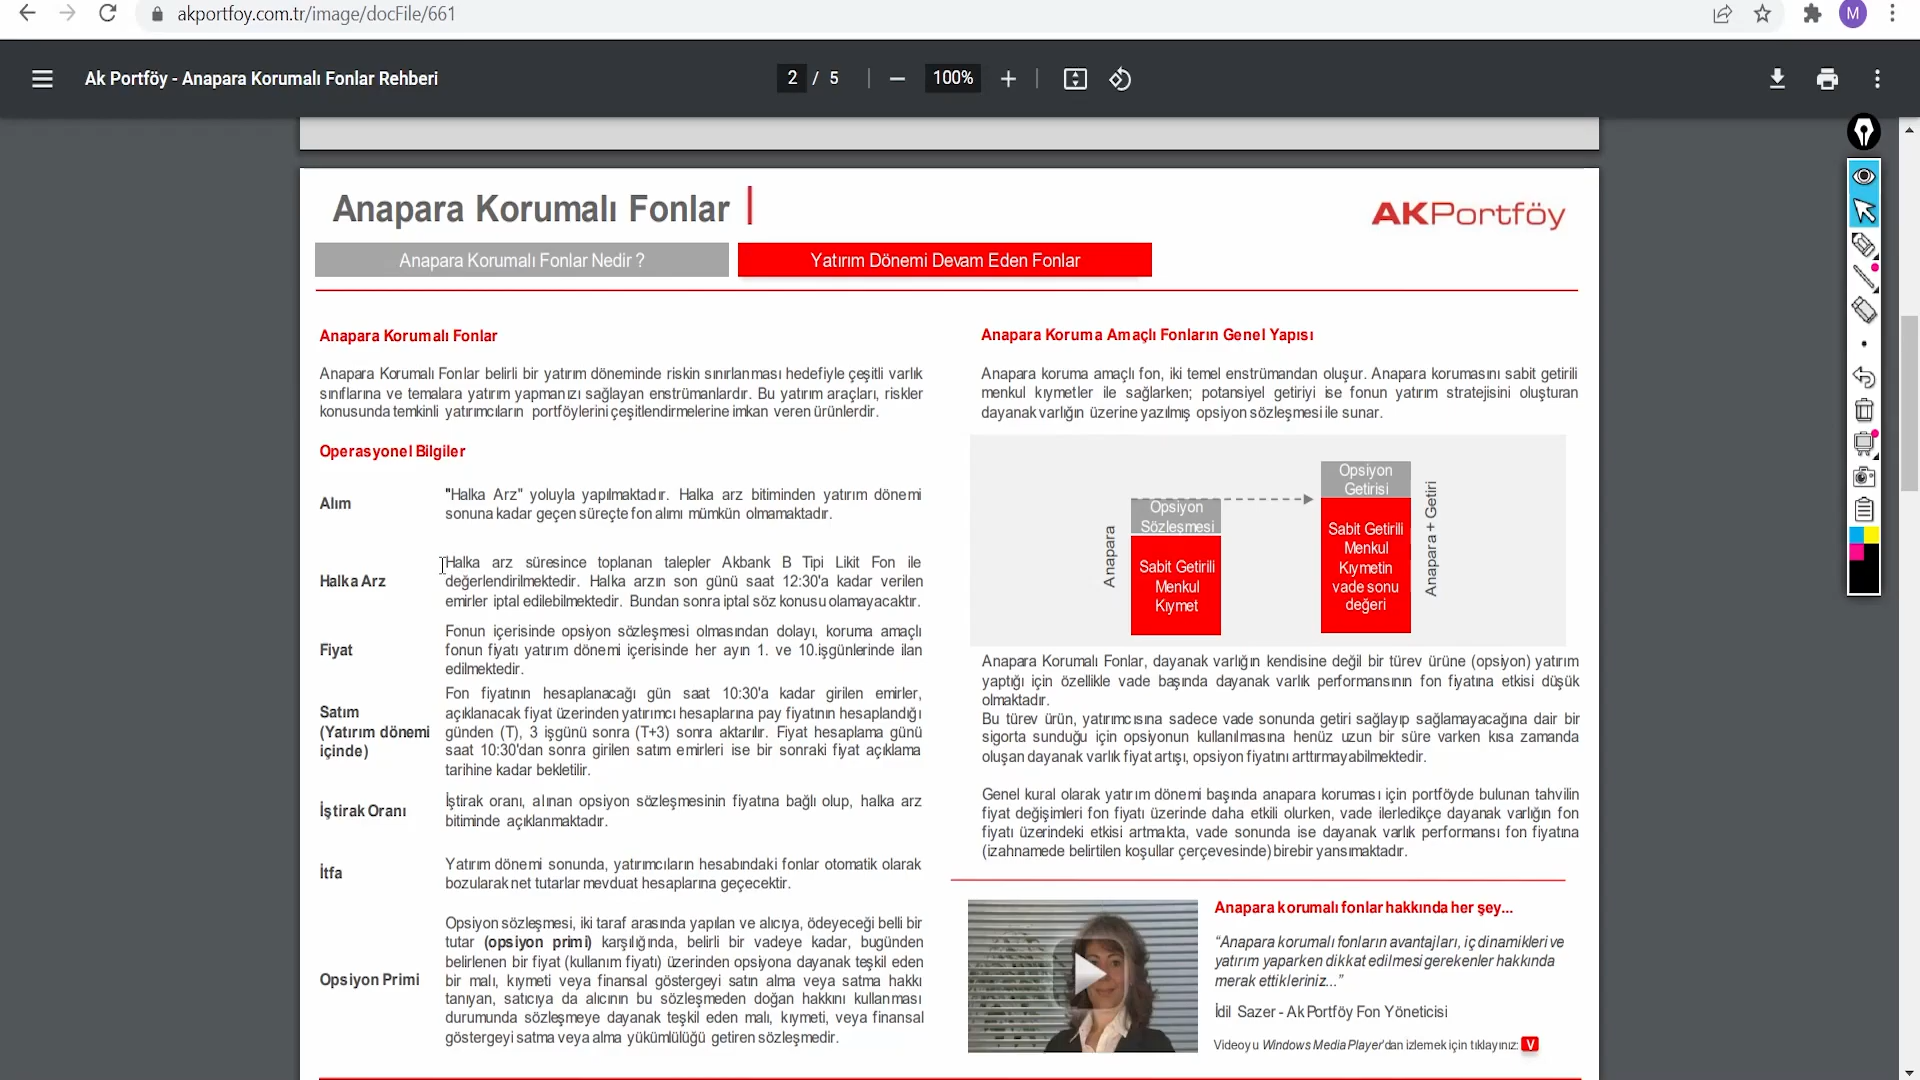 akportfoy.com.tr/image/docFile/661
M
Ak Portföy - Anapara Korumalı Fonlar Rehberi
2 / 5
100%
Anapara Korumalı Fonlar
AKPortföy
Anapara Korumalı Fonlar Nedir ?
Yatırım Dönemi Devam Eden Fonlar
Anapara Korumalı Fonlar
Anapara Korumalı Fonlar belirli bir yatırım döneminde riskin sınırlanması hedefiyle çeşitli varlık
sınıflarına ve temalara yatırım yapmanızı sağlayan enstrümanlardır. Bu yatırım araçları, riskler
konusunda temkinli yatırımcıların portföylerini çeşitlendirmelerine imkan veren ürünlerdir.
Operasyonel Bilgiler
Alım
"Halka Arz" yoluyla yapılmaktadır. Halka arz bitiminden yatırım dönemi
sonuna kadar geçen süreçte fon alımı mümkün olmamaktadır.
Halka Arz
Halka arz süresince toplanan talepler Akbank B Tipi Likit Fon ile
değerlendirilmektedir. Halka arzın son günü saat 12:30'a kadar verilen
emirler iptal edilebilmektedir. Bundan sonra iptal söz konusu olamayacaktır.
Fiyat
Fonun içerisinde opsiyon sözleşmesi olmasından dolayı, koruma amaçlı
fonun fiyatı yatırım dönemi içerisinde her ayın 1. ve 10.işgünlerinde ilan
edilmektedir.
Satım
(Yatırım dönemi
içinde)
Fon fiyatının hesaplanacağı gün saat 10:30'a kadar girilen emirler,
açıklanacak fiyat üzerinden yatırımcı hesaplarına pay fiyatının hesaplandığı
günden (T), 3 işgünü sonra (T+3) sonra aktarılır. Fiyat hesaplama günü
saat 10:30'dan sonra girilen satım emirleri ise bir sonraki fiyat açıklama
tarihine kadar bekletilir.
İştirak Oranı
İştirak oranı, alınan opsiyon sözleşmesinin fiyatına bağlı olup, halka arz
bitiminde açıklanmaktadır.
İtfa
Yatırım dönemi sonunda, yatırımcıların hesabındaki fonlar otomatik olarak
bozularak net tutarlar mevduat hesaplarına geçecektir.
Opsiyon Primi
Opsiyon sözleşmesi, iki taraf arasında yapılan ve alıcıya, ödeyeceği belli bir
tutar (opsiyon primi) karşılığında, belirli bir vadeye kadar, bugünden
belirlenen bir fiyat (kullanım fiyatı) üzerinden opsiyona dayanak teşkil eden
bir malı, kıymeti veya finansal göstergeyi satın alma veya satma hakkı
tanıyan, satıcıya da alıcının bu sözleşmeden doğan hakkını kullanması
durumunda sözleşmeye dayanak teşkil eden malı, kıymeti, veya finansal
göstergeyi satma veya alma yükümlülüğü getiren sözleşmedir.
Anapara Koruma Amaçlı Fonların Genel Yapısı
Anapara koruma amaçlı fon, iki temel enstrümandan oluşur. Anapara korumasını sabit getirili
menkul kıymetler ile sağlarken; potansiyel getiriyi ise fonun yatırım stratejisini oluşturan
dayanak varlığın üzerine yazılmış opsiyon sözleşmesi ile sunar.
Anapara
Opsiyon
Sözleşmesi
Sabit Getirili
Menkul
Kıymet
Opsiyon
Getirisi
Sabit Getirili
Menkul
Kıymetin
vade sonu
değeri
Anapara + Getiri
Anapara Korumalı Fonlar, dayanak varlığın kendisine değil bir türev ürüne (opsiyon) yatırım
yaptığı için özellikle vade başında dayanak varlık performansının fon fiyatına etkisi düşük
olmaktadır.
Bu türev ürün, yatırımcısına sadece vade sonunda getiri sağlayıp sağlamayacağına dair bir
sigorta sunduğu için opsiyonun kullanılmasına henüz uzun bir süre varken kısa zamanda
oluşan dayanak varlık fiyat artışı, opsiyon fiyatını arttırmayabilmektedir.
Genel kural olarak yatırım dönemi başında anapara koruması için portföyde bulunan tahvilin
fiyat değişimleri fon fiyatı üzerinde daha etkili olurken, vade ilerledikçe dayanak varlığın fon
fiyatı üzerindeki etkisi artmakta, vade sonunda ise dayanak varlık performansı fon fiyatına
(izahnamede belirtilen koşullar çerçevesinde) birebir yansımaktadır.
Anapara korumalı fonlar hakkında her şey...
“Anapara korumalı fonların avantajları, iç dinamikleri ve
yatırım yaparken dikkat edilmesi gerekenler hakkında
merak ettikleriniz...”
İdil Sazer - Ak Portföy Fon Yöneticisi
Videoyu Windows Media Player'dan izlemek için tıklayınız: V